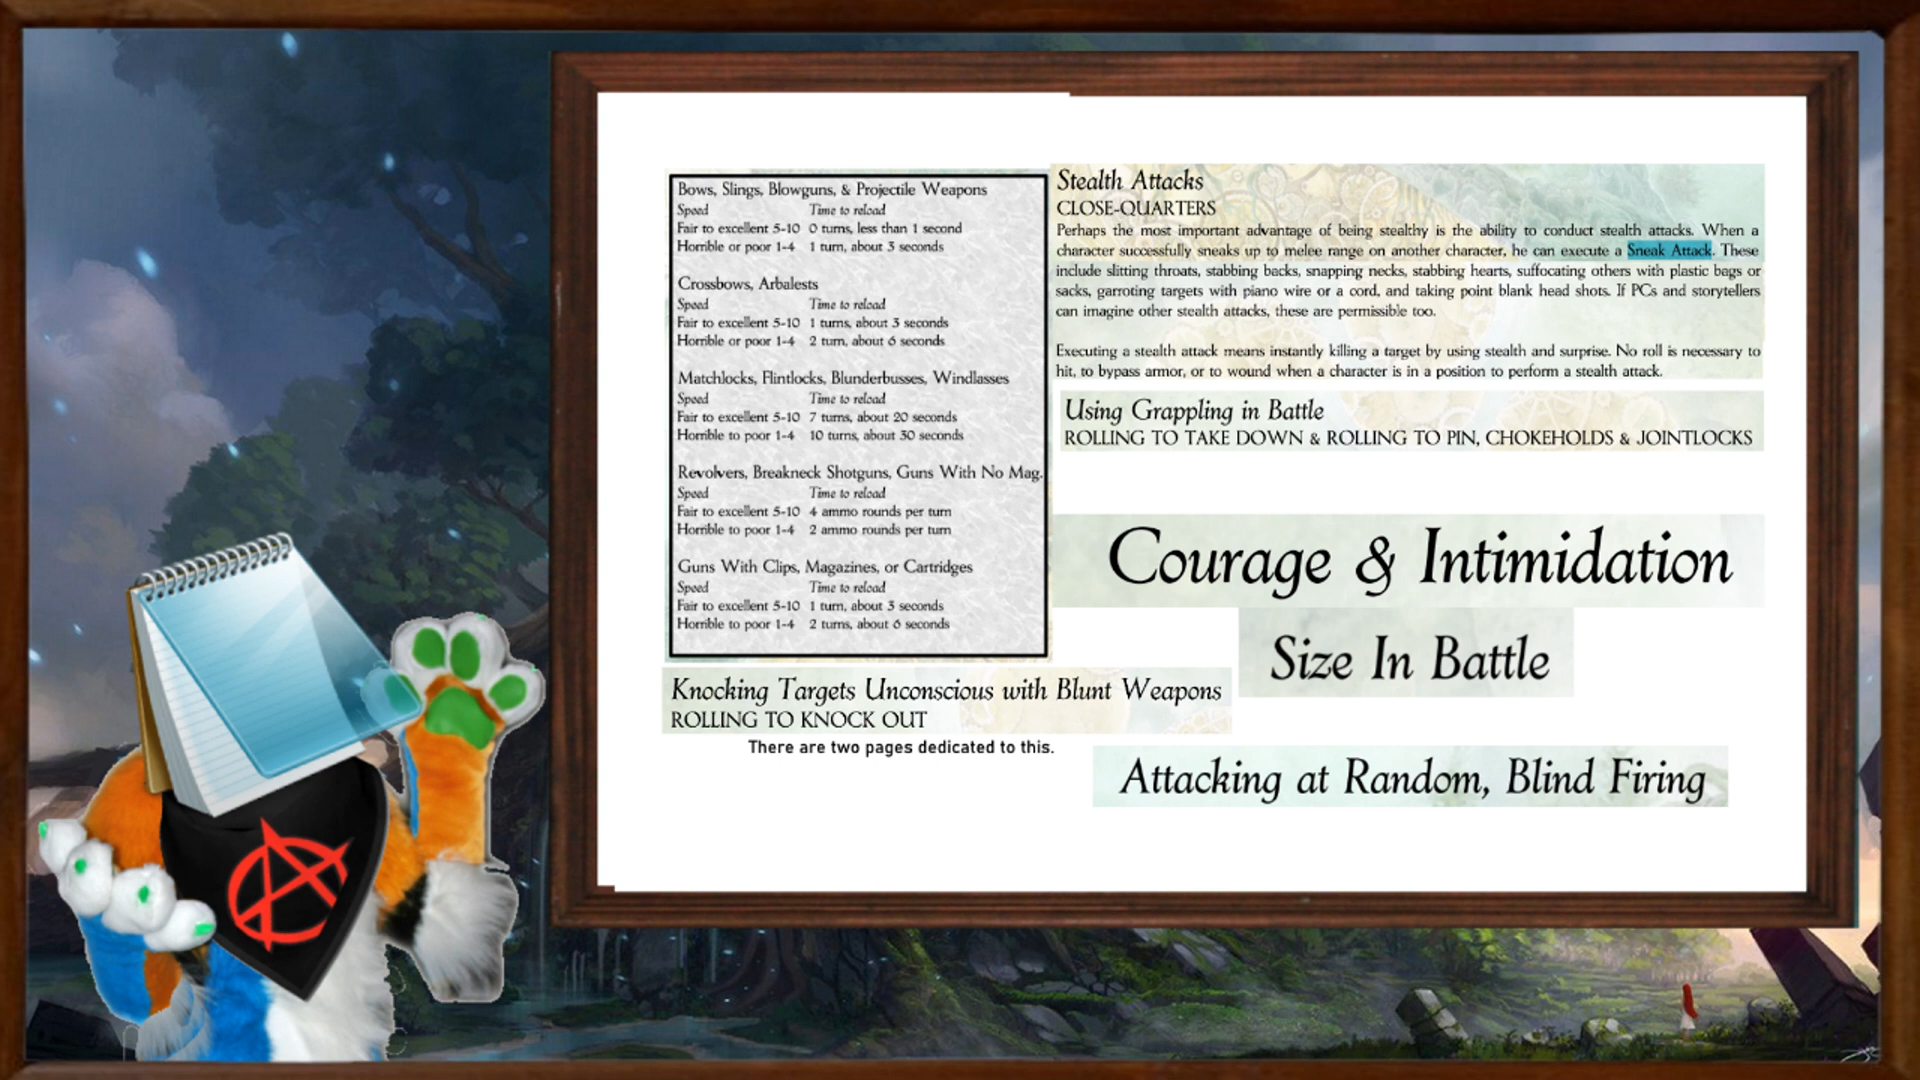 Bows, Slings, Blowguns, & Projectile Weapons
Speed Time to reload
Fair to excellent 5-10 0 turns, less than 1 second
Horrible or poor 1-4 1 turn, about 3 seconds
Crossbows, Arbalests
Speed Time to reload
Fair to excellent 5-10 1 turns, about 3 seconds
Horrible or poor 1-4 2 turn, about 6 seconds
Matchlocks, Flintlocks, Blunderbusses, Windlasses
Speed Time to reload
Fair to excellent 5-10 7 turns, about 20 seconds
Horrible to poor 1-4 10 turns, about 30 seconds
Revolvers, Breakneck Shotguns, Guns With No Mag.
Speed Time to reload
Fair to excellent 5-10 4 ammo rounds per turn
Horrible to poor 1-4 2 ammo rounds per turn
Guns With Clips, Magazines, or Cartridges
Speed Time to reload
Fair to excellent 5-10 1 turn, about 3 seconds
Horrible to poor 1-4 2 turns, about 6 seconds
Knocking Targets Unconscious with Blunt Weapons
ROLLING TO KNOCK OUT
There are two pages dedicated to this.
Stealth Attacks
CLOSE-QUARTERS
Perhaps the most important advantage of being stealthy is the ability to conduct stealth attacks. When a
character successfully sneaks up to melee range on another character, he can execute a Sneak Attack. These
include slitting throats, stabbing backs, snapping necks, stabbing hearts, suffocating others with plastic bags or
sacks, garroting targets with piano wire or a cord, and taking point blank head shots. If PCs and storytellers
can imagine other stealth attacks, these are permissible too.
Executing a stealth attack means instantly killing a target by using stealth and surprise. No roll is necessary to
hit, to bypass armor, or to wound when a character is in a position to perform a stealth attack.
Using Grappling in Battle
ROLLING TO TAKE DOWN & ROLLING TO PIN, CHOKEHOLDS & JOINTLOCKS
Courage & Intimidation
Size In Battle
Attacking at Random, Blind Firing